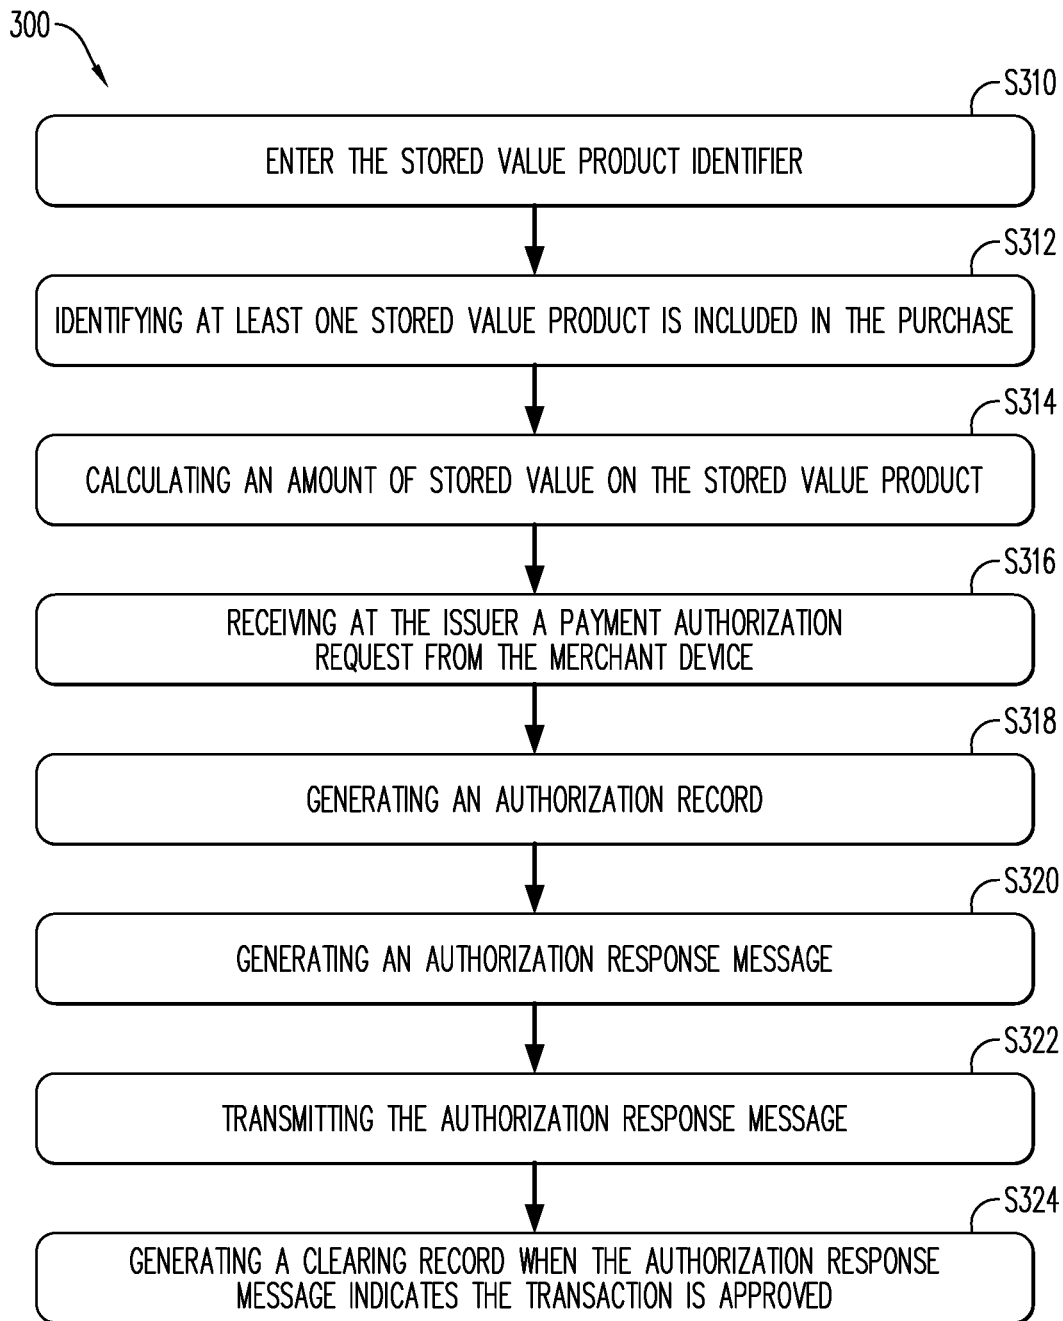 300
S310
ENTER THE STORED VALUE PRODUCT IDENTIFIER
S312
IDENTIFYING AT LEAST ONE STORED VALUE PRODUCT IS INCLUDED IN THE PURCHASE
S314
CALCULATING AN AMOUNT OF STORED VALUE ON THE STORED VALUE PRODUCT
S316
RECEIVING AT THE ISSUER A PAYMENT AUTHORIZATION
REQUEST FROM THE MERCHANT DEVICE
S318
GENERATING AN AUTHORIZATION RECORD
S320
GENERATING AN AUTHORIZATION RESPONSE MESSAGE
S322
TRANSMITTING THE AUTHORIZATION RESPONSE MESSAGE
S324
GENERATING A CLEARING RECORD WHEN THE AUTHORIZATION RESPONSE
MESSAGE INDICATES THE TRANSACTION IS APPROVED